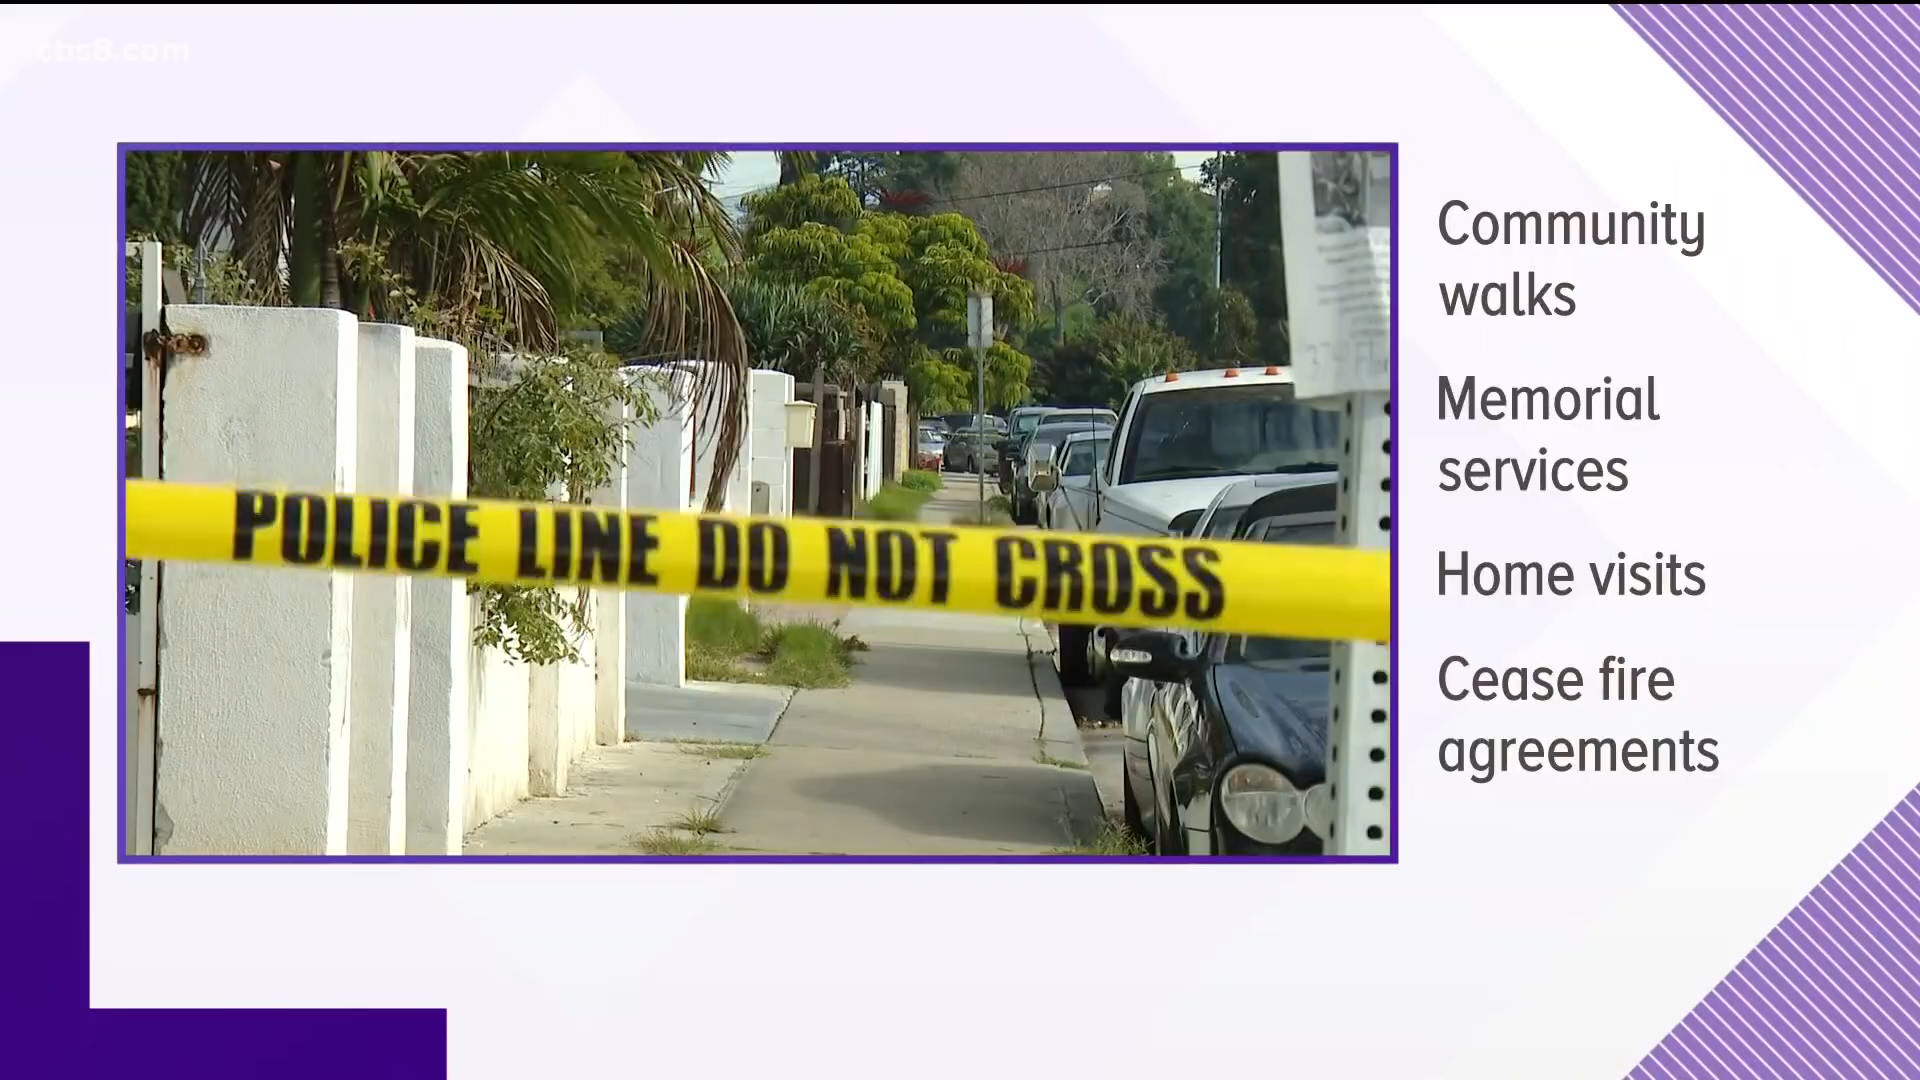 cbs8.com
POLICE LINE DO NOT CROSS
Community
walks
Memorial
services
Home visits
Cease fire
agreements